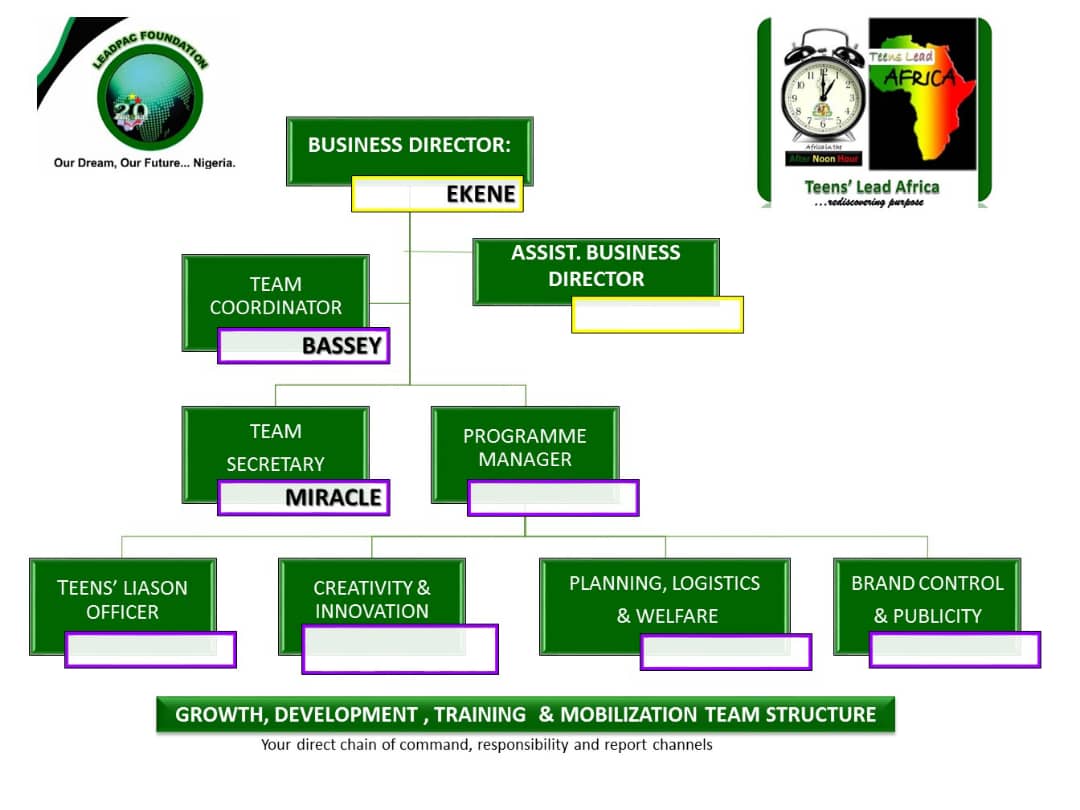 LEADPAC FOUNDATION
20
Our Dream, Our Future... Nigeria.
Teens Lead
AFRICA
Africa in the
After Noon Hour
Teens’ Lead Africa
...rediscovering purpose
BUSINESS DIRECTOR:
EKENE
ASSIST. BUSINESS
DIRECTOR
TEAM
COORDINATOR
BASSEY
TEAM
SECRETARY
MIRACLE
PROGRAMME
MANAGER
TEENS’ LIASON
OFFICER
CREATIVITY &
INNOVATION
PLANNING, LOGISTICS
& WELFARE
BRAND CONTROL
& PUBLICITY
GROWTH, DEVELOPMENT , TRAINING & MOBILIZATION TEAM STRUCTURE
Your direct chain of command, responsibility and report channels